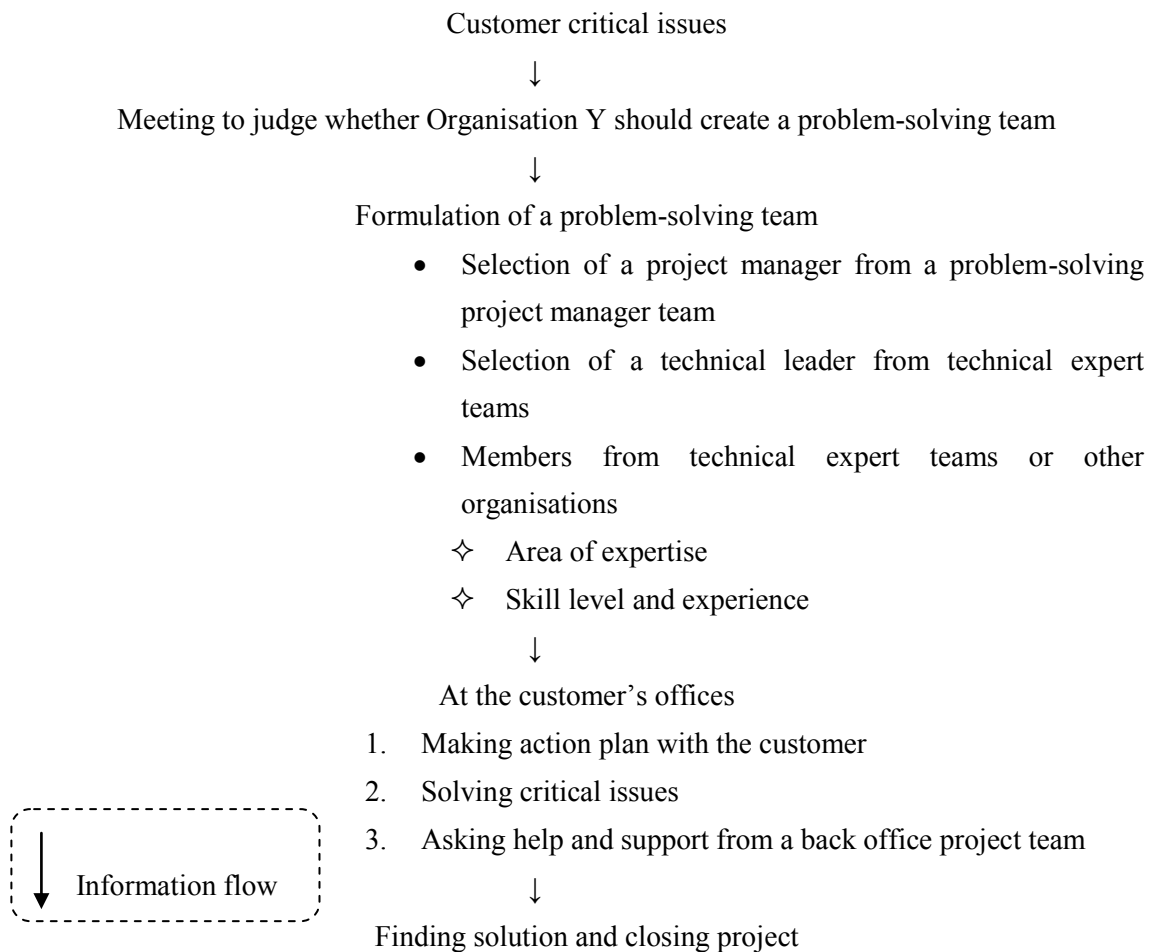 Customer critical issues
↓
Meeting to judge whether Organisation Y should create a problem-solving team
↓
Formulation of a problem-solving team
• Selection of a project manager from a problem-solving
project manager team
• Selection of a technical leader from technical expert
teams
• Members from technical expert teams or other
organisations
✧ Area of expertise
✧ Skill level and experience
↓
At the customer’s offices
1. Making action plan with the customer
2. Solving critical issues
3. Asking help and support from a back office project team
↓ Information flow
↓
Finding solution and closing project